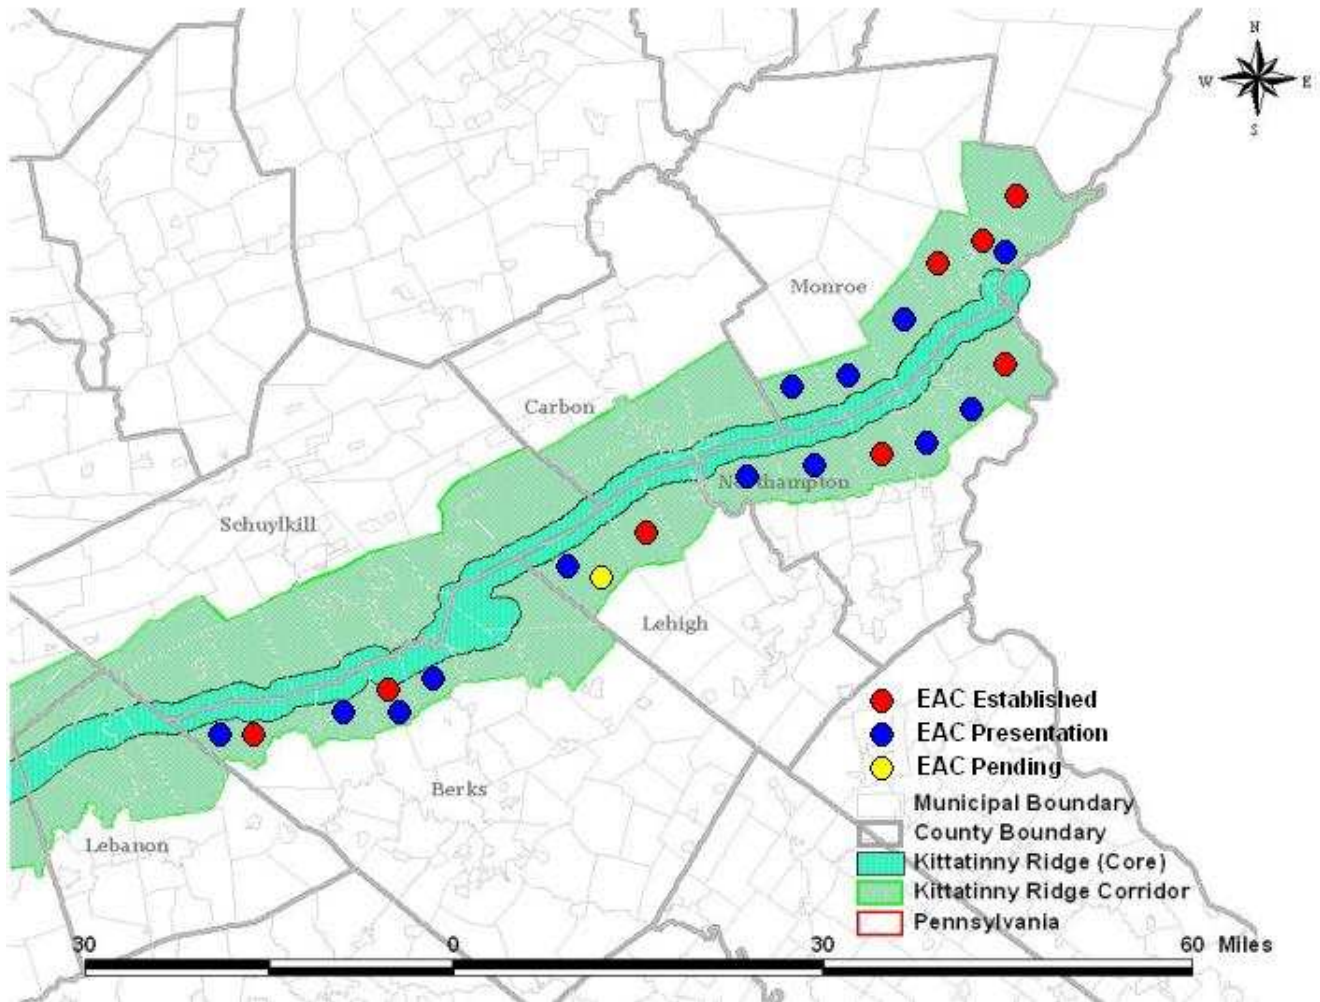 N
W E
S
Monroe
Carbon
Northampton
Schuylkill
Lehigh
EAC Established
EAC Presentation
EAC Pending
Berks
Municipal Boundary
County Boundary
Lebanon
Kittatinny Ridge (Core)
Kittatinny Ridge Corridor
Pennsylvania
30 0 30 60 Miles